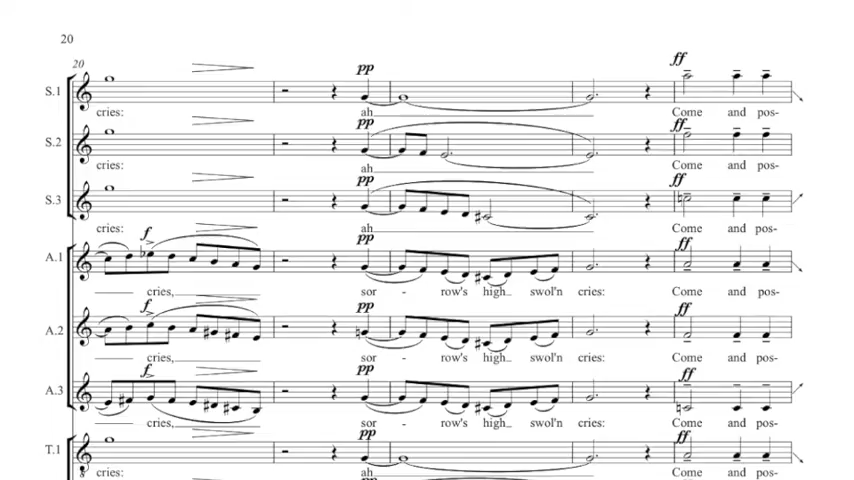 20
20
pp ff
S.1
cries: ah Come and pos-
pp ff
S.2
cries: ah Come and pos-
pp ff
S.3
cries: ah Come and pos-
f pp ff
A.1
cries, sor- row's high swol'n cries: Come and pos-
f pp ff
A.2
cries, sor- row's high swol'n cries: Come and pos-
f pp ff
A.3
cries, sor- row's high swol'n cries: Come and pos-
pp ff
T.1
8
cries: ah Come and pos-